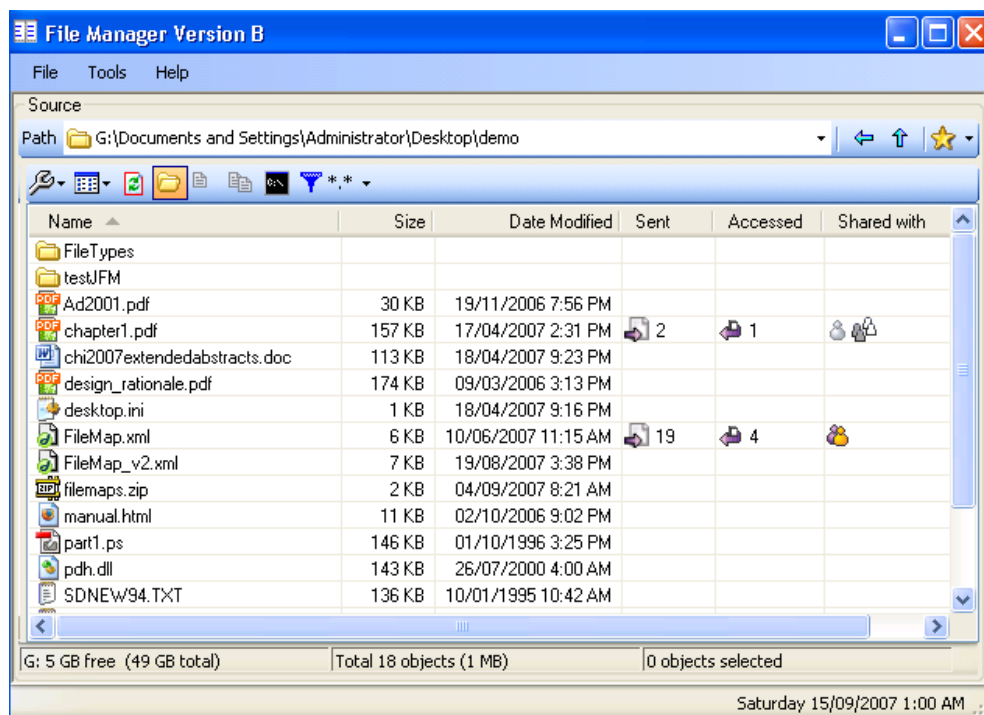 File Manager Version B
File Tools Help
Source
Path G:\Documents and Settings\Administrator\Desktop\demo
*.*
Name Size Date Modified Sent Accessed Shared with
FileTypes
testJFM
Ad2001.pdf 30 KB 19/11/2006 7:56 PM
chapter1.pdf 157 KB 17/04/2007 2:31 PM 2 1
chi2007extendedabstracts.doc 113 KB 18/04/2007 9:23 PM
design_rationale.pdf 174 KB 09/03/2006 3:13 PM
desktop.ini 1 KB 18/04/2007 9:16 PM
FileMap.xml 6 KB 10/06/2007 11:15 AM 19 4
FileMap_v2.xml 7 KB 19/08/2007 3:38 PM
filemaps.zip 2 KB 04/09/2007 8:21 AM
manual.html 11 KB 02/10/2006 9:02 PM
part1.ps 146 KB 01/10/1996 3:25 PM
pdh.dll 143 KB 26/07/2000 4:00 AM
SDNEW94.TXT 136 KB 10/01/1995 10:42 AM
G: 5 GB free (49 GB total) Total 18 objects (1 MB) 0 objects selected
Saturday 15/09/2007 1:00 AM